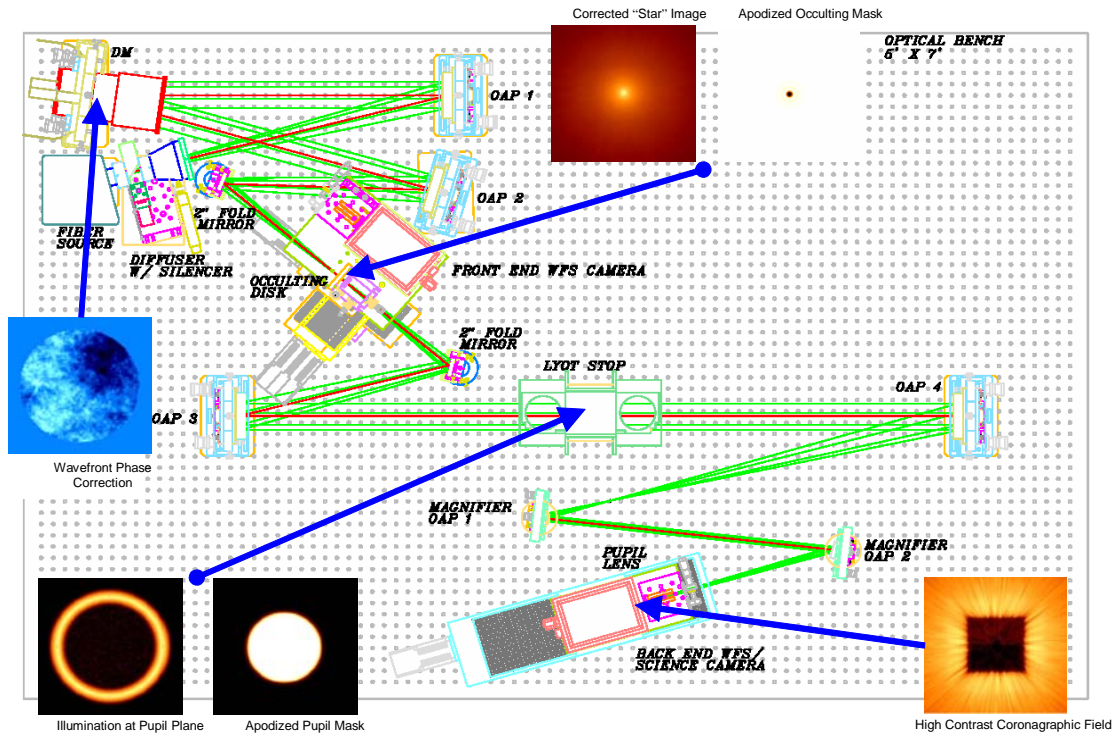 Corrected “Star” Image
Apodized Occulting Mask
DM
OPTICAL BENCH
5' X 7'
OAP 1
OAP 2
2" FOLD
MIRROR
FIBER
SOURCE
DIFFUSER
W/ SILENCER
OCCULTING
DISK
FRONT END WFS CAMERA
2" FOLD
MIRROR
LYOT STOP
OAP 3
OAP 4
Wavefront Phase
Correction
MAGNIFIER
OAP 1
PUPIL
LENS
MAGNIFIER
OAP 2
BACK END WFS/
SCIENCE CAMERA
Illumination at Pupil Plane
Apodized Pupil Mask
High Contrast Coronagraphic Field